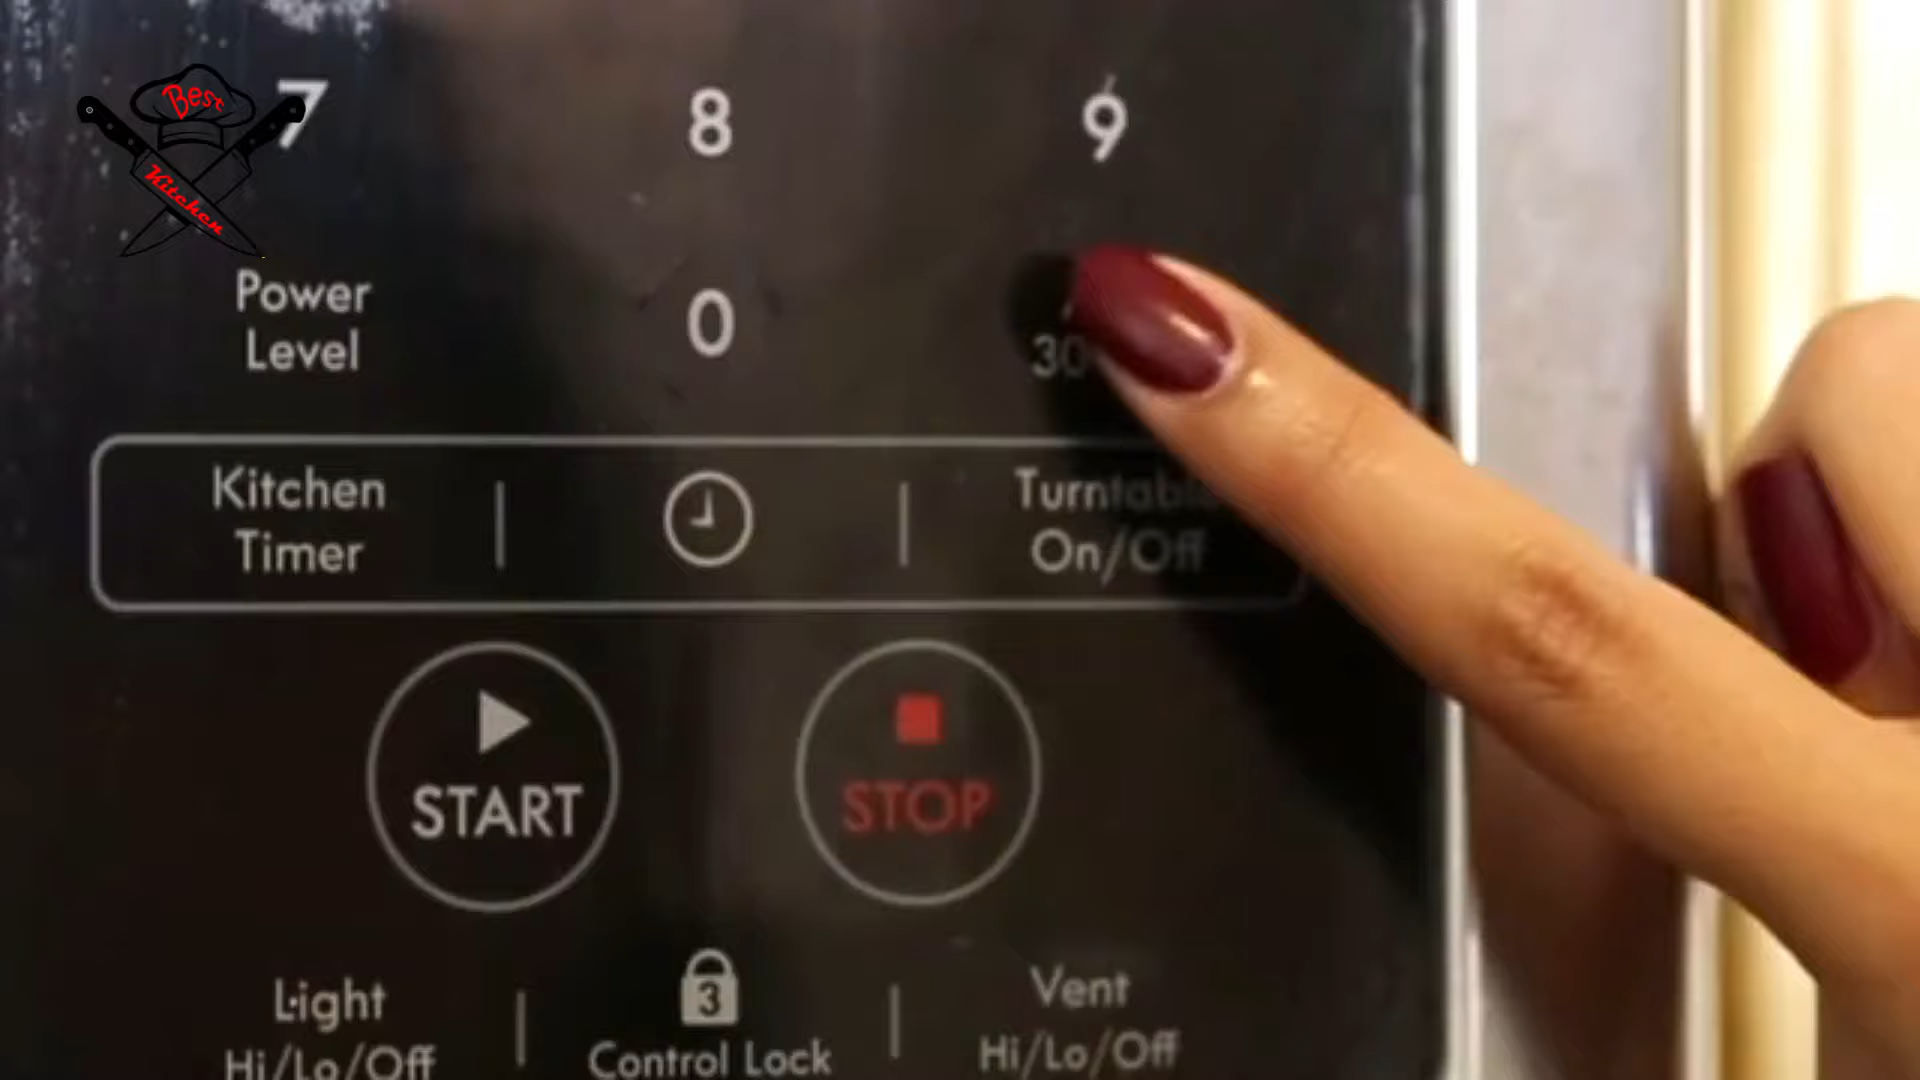 Best
Kitchen
7
8
9
Power
Level
0
30
Kitchen
Timer
Turntable
On/Off
START
STOP
Light
Hi/Lo/Off
3
Control Lock
Vent
Hi/Lo/Off